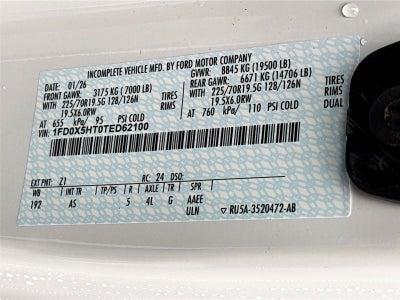 INCOMPLETE VEHICLE MFD. BY FORD MOTOR COMPANY
DATE: 01/26 GVWR: 8845 KG (19500 LB)
FRONT GAWR: 3175 KG (7000 LB) REAR GAWR: 6671 KG (14706 LB)
WITH 225/70R19.5G 128/126N TIRES WITH 225/70R19.5G 128/126N TIRES
19.5X6.0RW RIMS 19.5X6.0RW RIMS
AT 655 kPa/ 95 PSI COLD AT 760 kPa/ 110 PSI COLD DUAL
VIN: 1FD0X5HT0TED62100
EXT PNT: Z1 RC: 24 DSO:
WB INT TR TP/PS R AXLE TR SPR
192 AS 5 4L G AAEE
ULN RU5A-3520472-AB